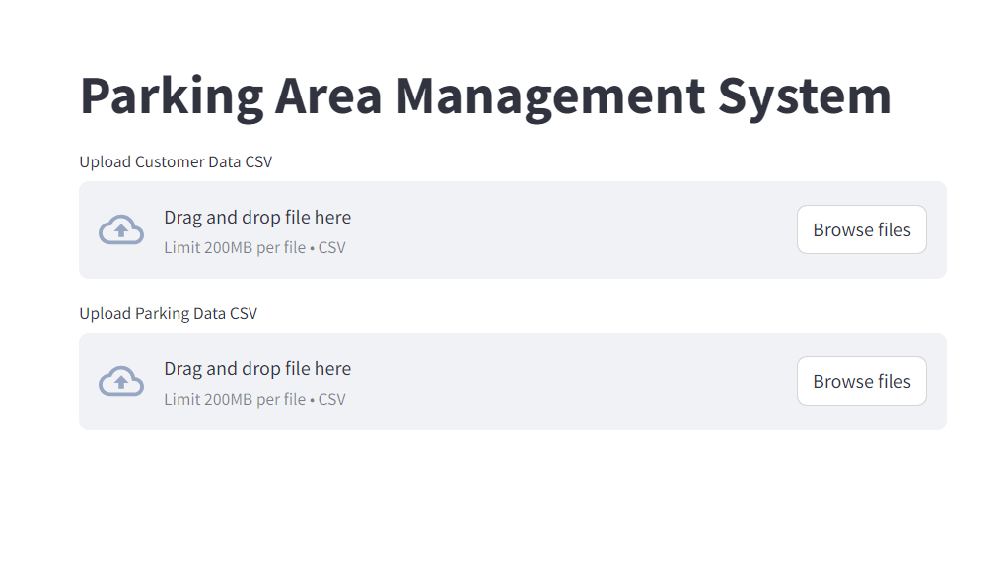 Parking Area Management System
Upload Customer Data CSV
Drag and drop file here
Limit 200MB per file • CSV
Browse files
Upload Parking Data CSV
Drag and drop file here
Limit 200MB per file • CSV
Browse files